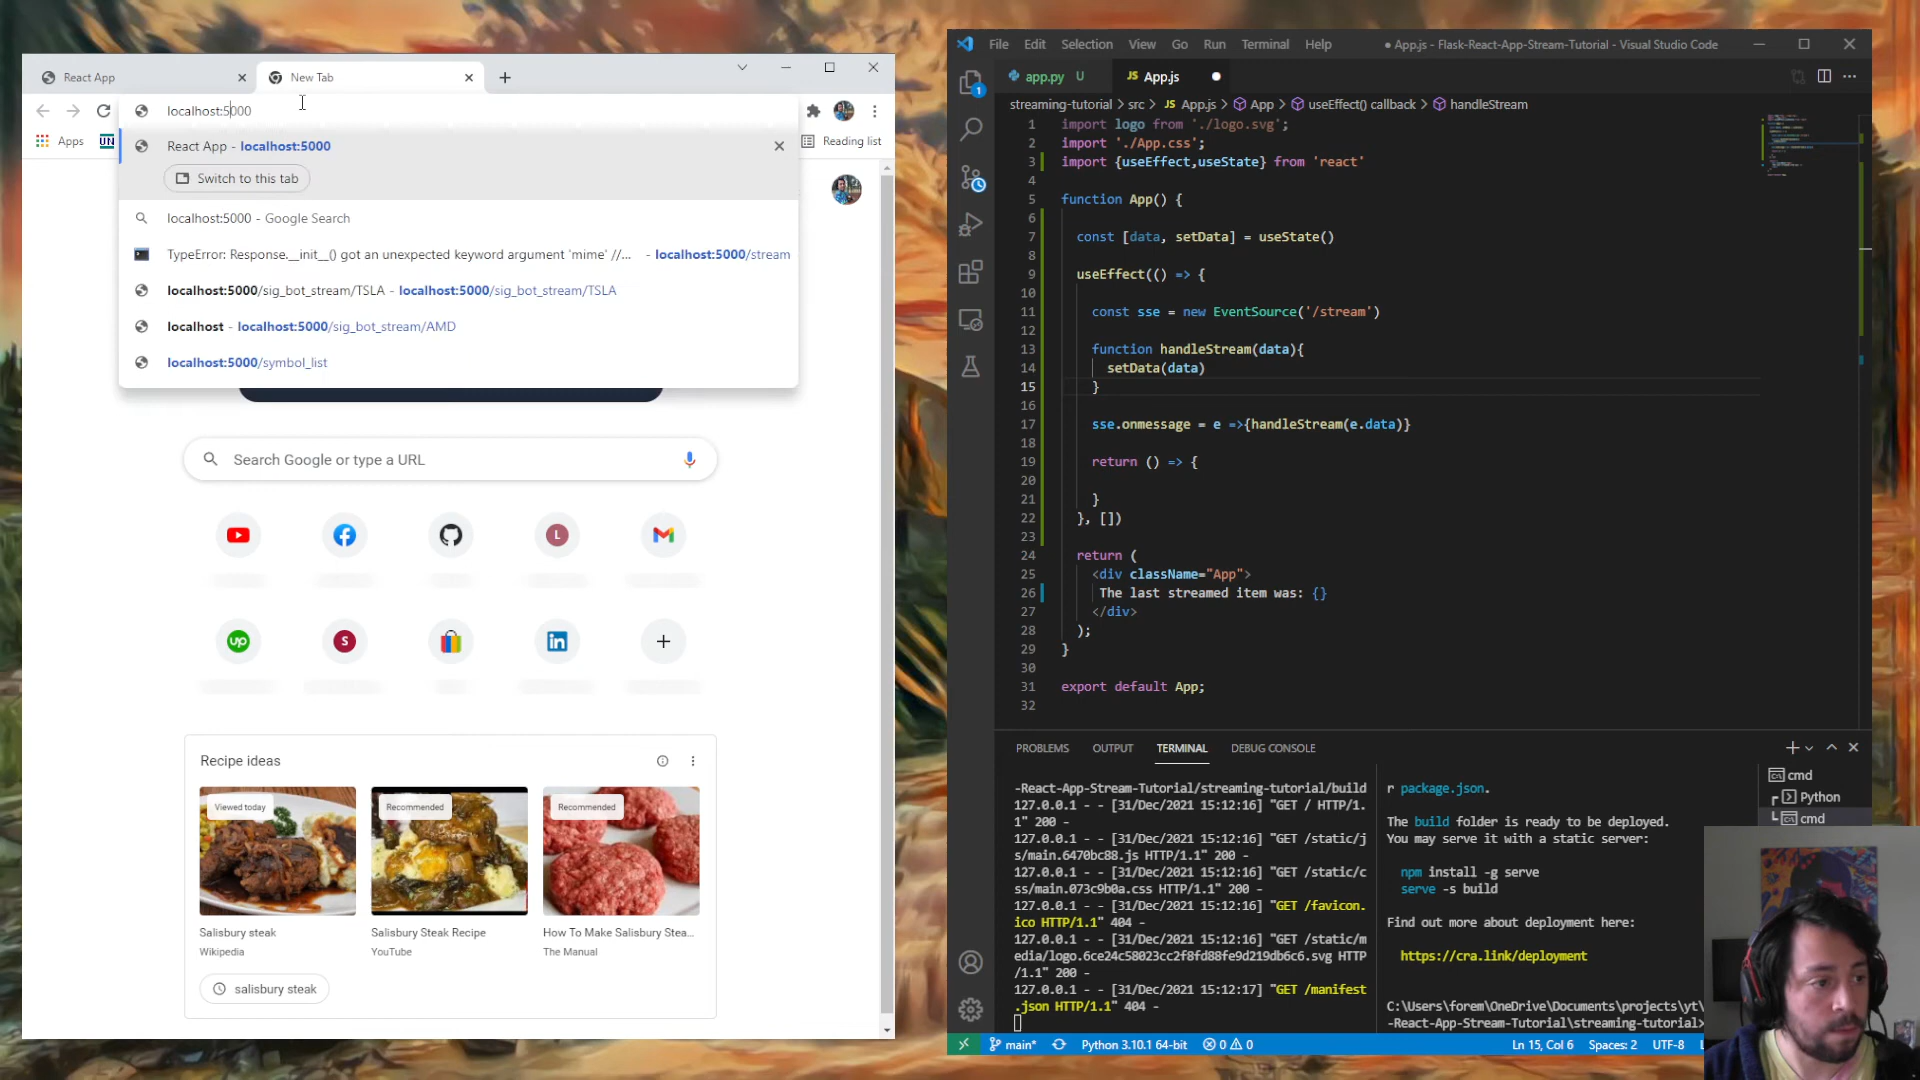 React App
New Tab
localhost:5000
React App - localhost:5000
Switch to this tab
localhost:5000 - Google Search
TypeError: Response.__init__() got an unexpected keyword argument 'mime' //... - localhost:5000/stream
localhost:5000/sig_bot_stream/TSLA - localhost:5000/sig_bot_stream/TSLA
localhost - localhost:5000/sig_bot_stream/AMD
localhost:5000/symbol_list
Apps
UN
Reading list
Search Google or type a URL
L
up
S
in
Recipe ideas
Viewed today
Recommended
Recommended
Salisbury steak
Wikipedia
Salisbury Steak Recipe
YouTube
How To Make Salisbury Stea...
The Manual
salisbury steak
File Edit Selection View Go Run Terminal Help
● App.js - Flask-React-App-Stream-Tutorial - Visual Studio Code
app.py U
JS App.js
streaming-tutorial > src > JS App.js > App > useEffect() callback > handleStream
1 import logo from './logo.svg';
2 import './App.css';
3 import {useEffect,useState} from 'react'
4
5 function App() {
6
7 const [data, setData] = useState()
8
9 useEffect(() => {
10
11 const sse = new EventSource('/stream')
12
13 function handleStream(data){
14 setData(data)
15 }
16
17 sse.onmessage = e =>{handleStream(e.data)}
18
19 return () => {
20
21 }
22 }, [])
23
24 return (
25 <div className="App">
26 The last streamed item was: {}
27 </div>
28 );
29 }
30
31 export default App;
32
PROBLEMS OUTPUT TERMINAL DEBUG CONSOLE
-React-App-Stream-Tutorial/streaming-tutorial/build
127.0.0.1 - - [31/Dec/2021 15:12:16] "GET / HTTP/1.
1" 200 -
127.0.0.1 - - [31/Dec/2021 15:12:16] "GET /static/j
s/main.6470bc88.js HTTP/1.1" 200 -
127.0.0.1 - - [31/Dec/2021 15:12:16] "GET /static/c
ss/main.073c9b0a.css HTTP/1.1" 200 -
127.0.0.1 - - [31/Dec/2021 15:12:16] "GET /favicon.
ico HTTP/1.1" 404 -
127.0.0.1 - - [31/Dec/2021 15:12:16] "GET /static/m
edia/logo.6ce24c58023cc2f8fd88fe9d219db6c6.svg HTTP
/1.1" 200 -
127.0.0.1 - - [31/Dec/2021 15:12:17] "GET /manifest
.json HTTP/1.1" 404 -
r package.json.
The build folder is ready to be deployed.
You may serve it with a static server:
npm install -g serve
serve -s build
Find out more about deployment here:
https://cra.link/deployment
C:\Users\forem\OneDrive\Documents\projects\yt\
-React-App-Stream-Tutorial\streaming-tutorial>
cmd
Python
cmd
1
main* Python 3.10.1 64-bit 0 0
Ln 15, Col 6 Spaces: 2 UTF-8